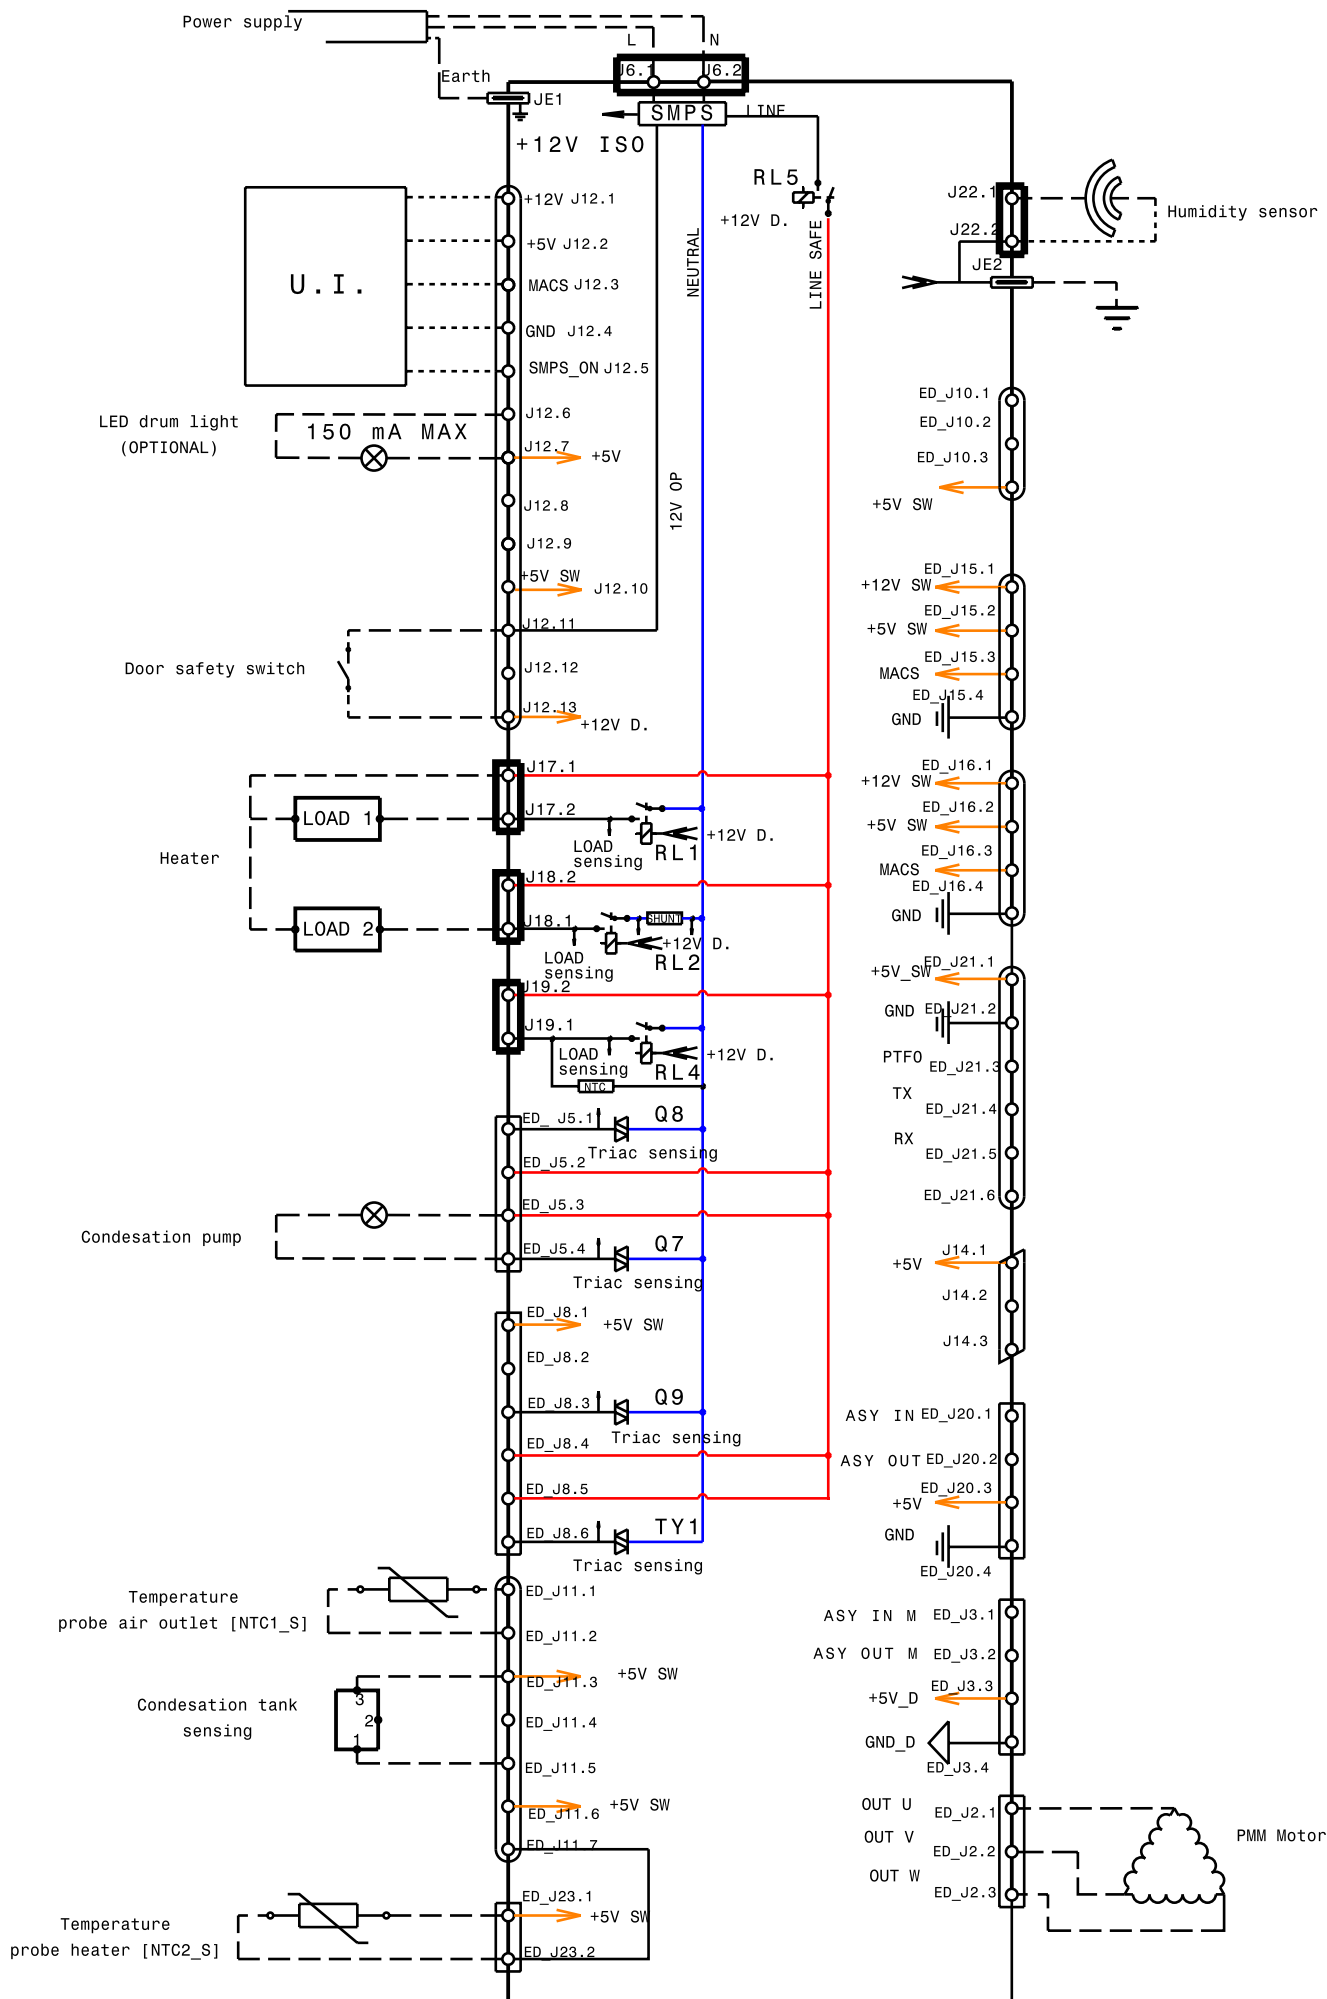 Power supply
L
N
J6.1
J6.2
Earth
JE1
SMPS
LINE
+12V ISO
RL5
+12V D.
NEUTRAL
LINE SAFE
12V OP
U.I.
+12V J12.1
+5V J12.2
MACS J12.3
GND J12.4
SMPS_ON J12.5
LED drum light
(OPTIONAL)
150 mA MAX
J12.6
J12.7
+5V
J12.8
J12.9
+5V SW
J12.10
J12.11
Door safety switch
J12.12
J12.13
+12V D.
J17.1
J17.2
LOAD 1
Heater
LOAD
sensing
RL1
+12V D.
J18.2
J18.1
LOAD 2
SHUNT
+12V D.
LOAD
sensing
RL2
J19.2
J19.1
LOAD
sensing
RL4
+12V D.
NTC
ED_ J5.1
Q8
Triac sensing
ED_J5.2
ED_J5.3
Condesation pump
ED_J5.4
Q7
Triac sensing
ED_J8.1
+5V SW
ED_J8.2
ED_J8.3
Q9
Triac sensing
ED_J8.4
ED_J8.5
ED_J8.6
TY1
Triac sensing
Temperature
probe air outlet [NTC1_S]
ED_J11.1
ED_J11.2
+5V SW
ED_J11.3
Condesation tank
sensing
3
2
1
ED_J11.4
ED_J11.5
+5V SW
ED_J11.6
ED_J11.7
ED_J23.1
+5V SW
Temperature
probe heater [NTC2_S]
ED_J23.2
J22.1
J22.2
Humidity sensor
JE2
ED_J10.1
ED_J10.2
ED_J10.3
+5V SW
ED_J15.1
+12V SW
ED_J15.2
+5V SW
ED_J15.3
MACS
ED_J15.4
GND
ED_J16.1
+12V SW
ED_J16.2
+5V SW
ED_J16.3
MACS
ED_J16.4
GND
ED_J21.1
+5V_SW
GND ED_J21.2
PTFO
ED_J21.3
TX
ED_J21.4
RX
ED_J21.5
ED_J21.6
J14.1
+5V
J14.2
J14.3
ASY IN ED_J20.1
ASY OUT ED_J20.2
ED_J20.3
+5V
GND
ED_J20.4
ASY IN M ED_J3.1
ASY OUT M ED_J3.2
ED_J3.3
+5V_D
GND_D
ED_J3.4
OUT U
ED_J2.1
OUT V
ED_J2.2
OUT W
ED_J2.3
PMM Motor